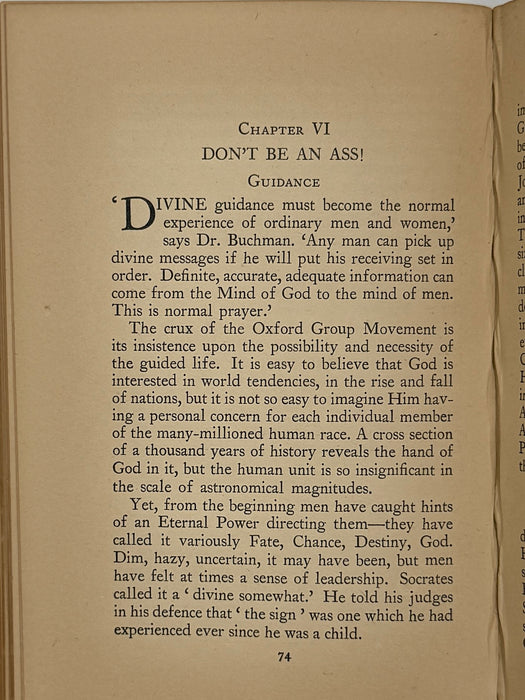 CHAPTER VI
DON'T BE AN ASS!
GUIDANCE
'DIVINE guidance must become the normal
experience of ordinary men and women,'
says Dr. Buchman. 'Any man can pick up
divine messages if he will put his receiving set in
order. Definite, accurate, adequate information can
come from the Mind of God to the mind of men.
This is normal prayer.'
The crux of the Oxford Group Movement is
its insistence upon the possibility and necessity of
the guided life. It is easy to believe that God is
interested in world tendencies, in the rise and fall
of nations, but it is not so easy to imagine Him hav-
ing a personal concern for each individual member
of the many-millioned human race. A cross section
of a thousand years of history reveals the hand of
God in it, but the human unit is so insignificant in
the scale of astronomical magnitudes.
Yet, from the beginning men have caught hints
of an Eternal Power directing them—they have
called it variously Fate, Chance, Destiny, God.
Dim, hazy, uncertain, it may have been, but men
have felt at times a sense of leadership. Socrates
called it a ' divine somewhat.' He told his judges
in his defence that ' the sign ' was one which he had
experienced ever since he was a child.
74